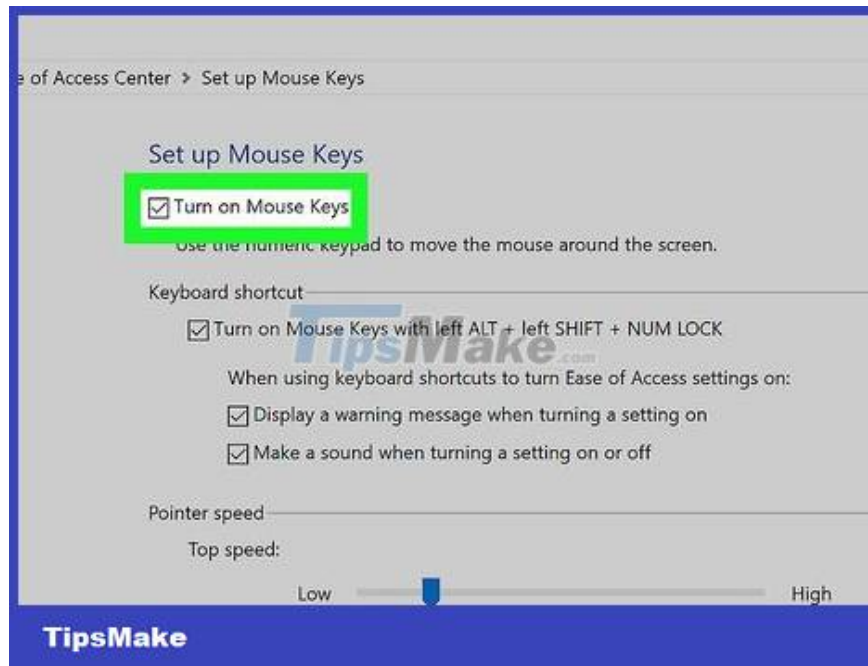 e of Access Center > Set up Mouse Keys
Set up Mouse Keys
Turn on Mouse Keys
Use the numeric keypad to move the mouse around the screen.
Keyboard shortcut
Turn on Mouse Keys with left ALT + left SHIFT + NUM LOCK
TipsMake.com
When using keyboard shortcuts to turn Ease of Access settings on:
Display a warning message when turning a setting on
Make a sound when turning a setting on or off
Pointer speed
Top speed:
Low High
TipsMake